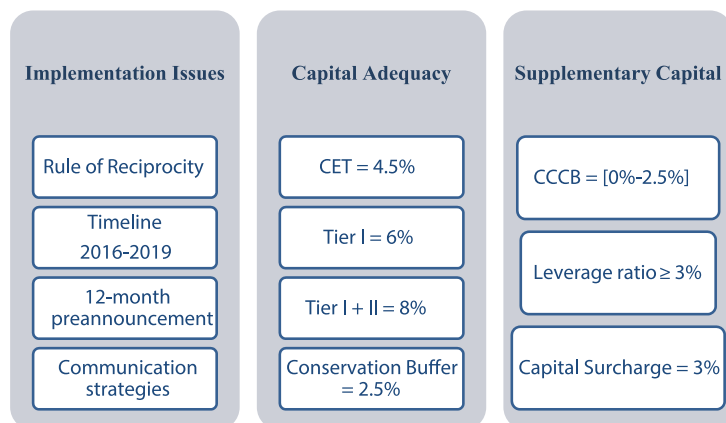 Implementation Issues
Rule of Reciprocity
Timeline
2016-2019
12-month
preannouncement
Communication
strategies
Capital Adequacy
CET = 4.5%
Tier I = 6%
Tier I + II = 8%
Conservation Buffer
= 2.5%
Supplementary Capital
CCCB = [0%-2.5%]
Leverage ratio ≥ 3%
Capital Surcharge = 3%